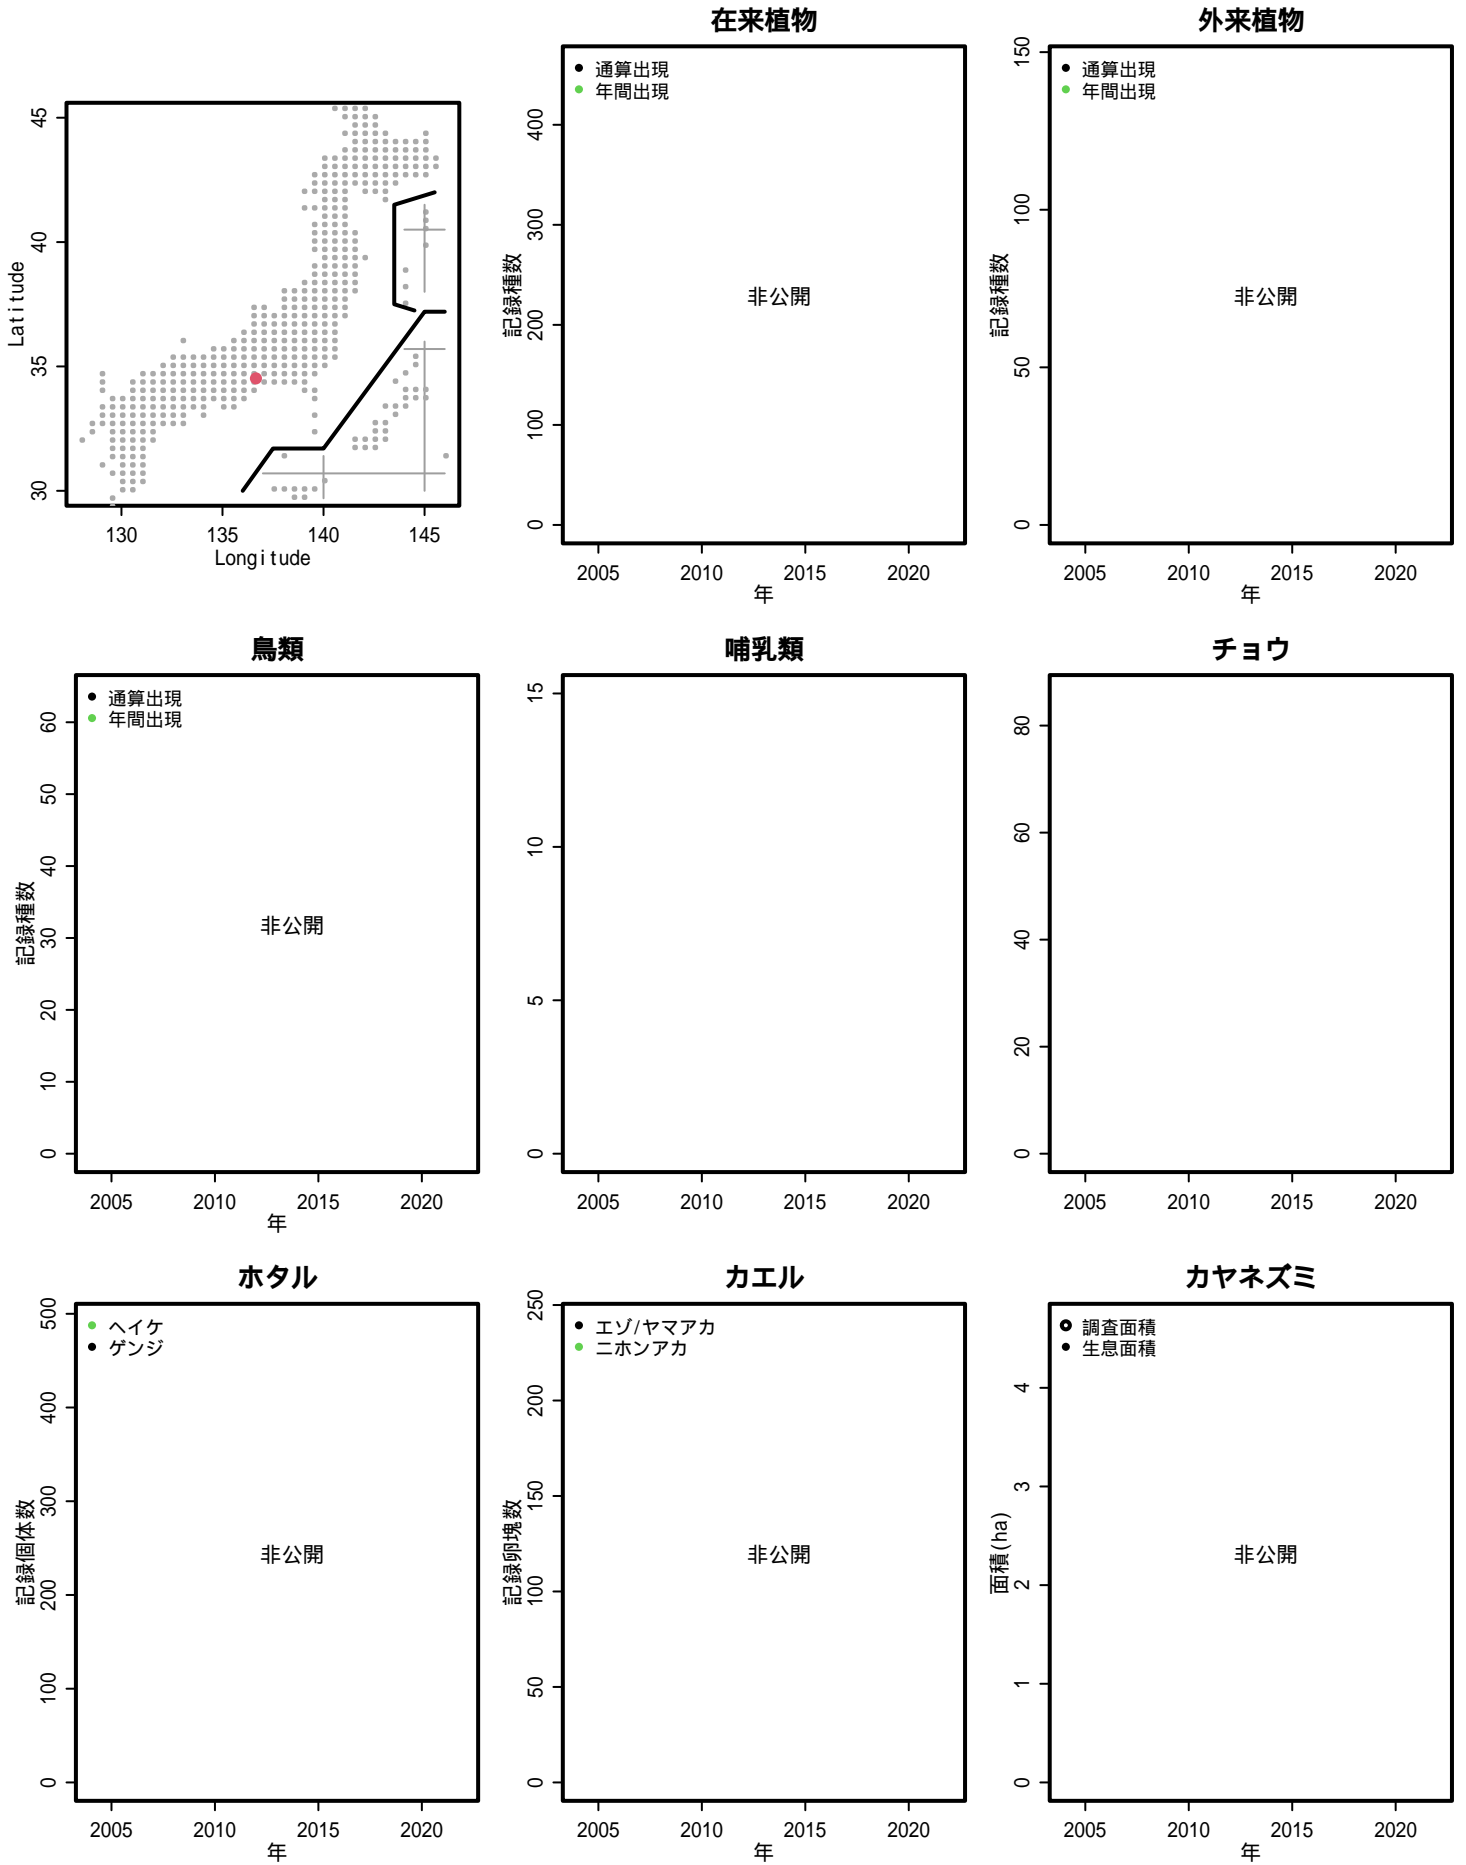 45
40
35
30
Latitude
130
135
140
145
Longitude
在来植物
通算出現
年間出現
400
300
200
100
0
記録種数
非公開
2005
2010
2015
2020
年
外来植物
通算出現
年間出現
150
100
50
0
記録種数
非公開
2005
2010
2015
2020
年
鳥類
通算出現
年間出現
60
50
40
30
20
10
0
記録種数
非公開
2005
2010
2015
2020
年
哺乳類
15
10
5
0
2005
2010
2015
2020
チョウ
80
60
40
20
0
2005
2010
2015
2020
ホタル
ヘイケ
ゲンジ
500
400
300
200
100
0
記録個体数
非公開
2005
2010
2015
2020
年
カエル
エゾ/ヤマアカ
ニホンアカ
250
200
150
100
50
0
記録卵塊数
非公開
2005
2010
2015
2020
年
カヤネズミ
調査面積
生息面積
4
3
2
1
0
面積(ha)
非公開
2005
2010
2015
2020
年